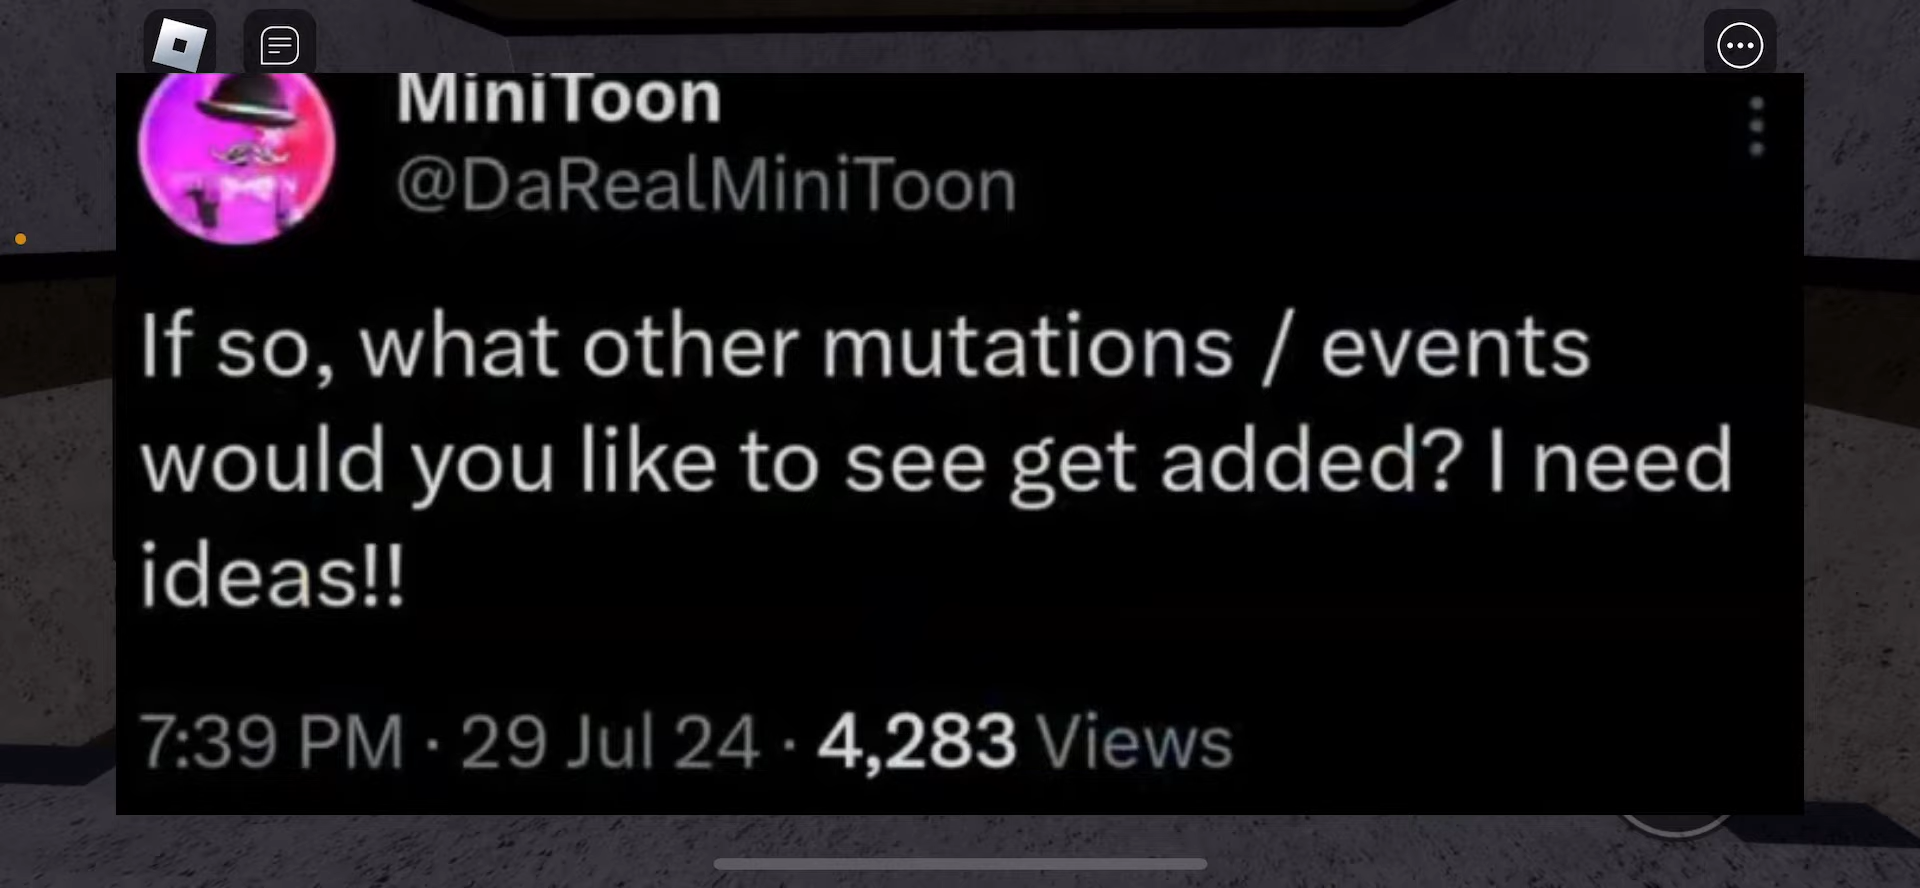 MiniToon
@DaRealMiniToon
If so, what other mutations / events
would you like to see get added? I need
ideas!!
7:39 PM · 29 Jul 24 · 4,283 Views